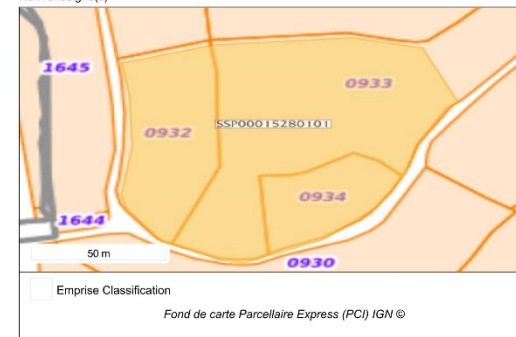 1645
0933
SSP00015280101
0932
0934
1644
50 m
0930
Emprise Classification
Fond de carte Parcellaire Express (PCI) IGN ©